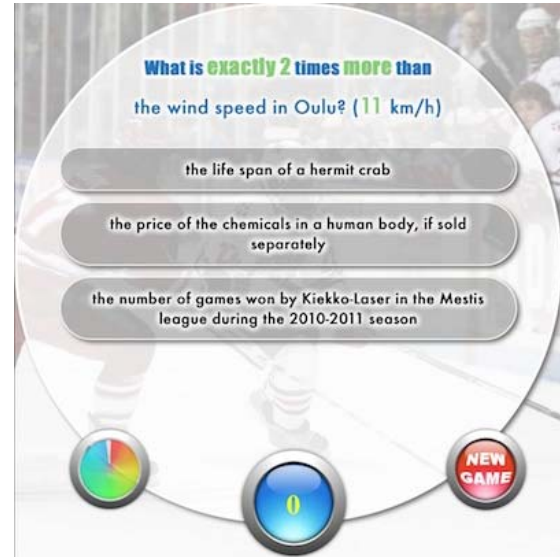 What is exactly 2 times more than
the wind speed in Oulu? (11 km/h)
the life span of a hermit crab
the price of the chemicals in a human body, if sold
separately
the number of games won by Kiekko-Laser in the Mestis
league during the 2010-2011 season
0
NEW
GAME